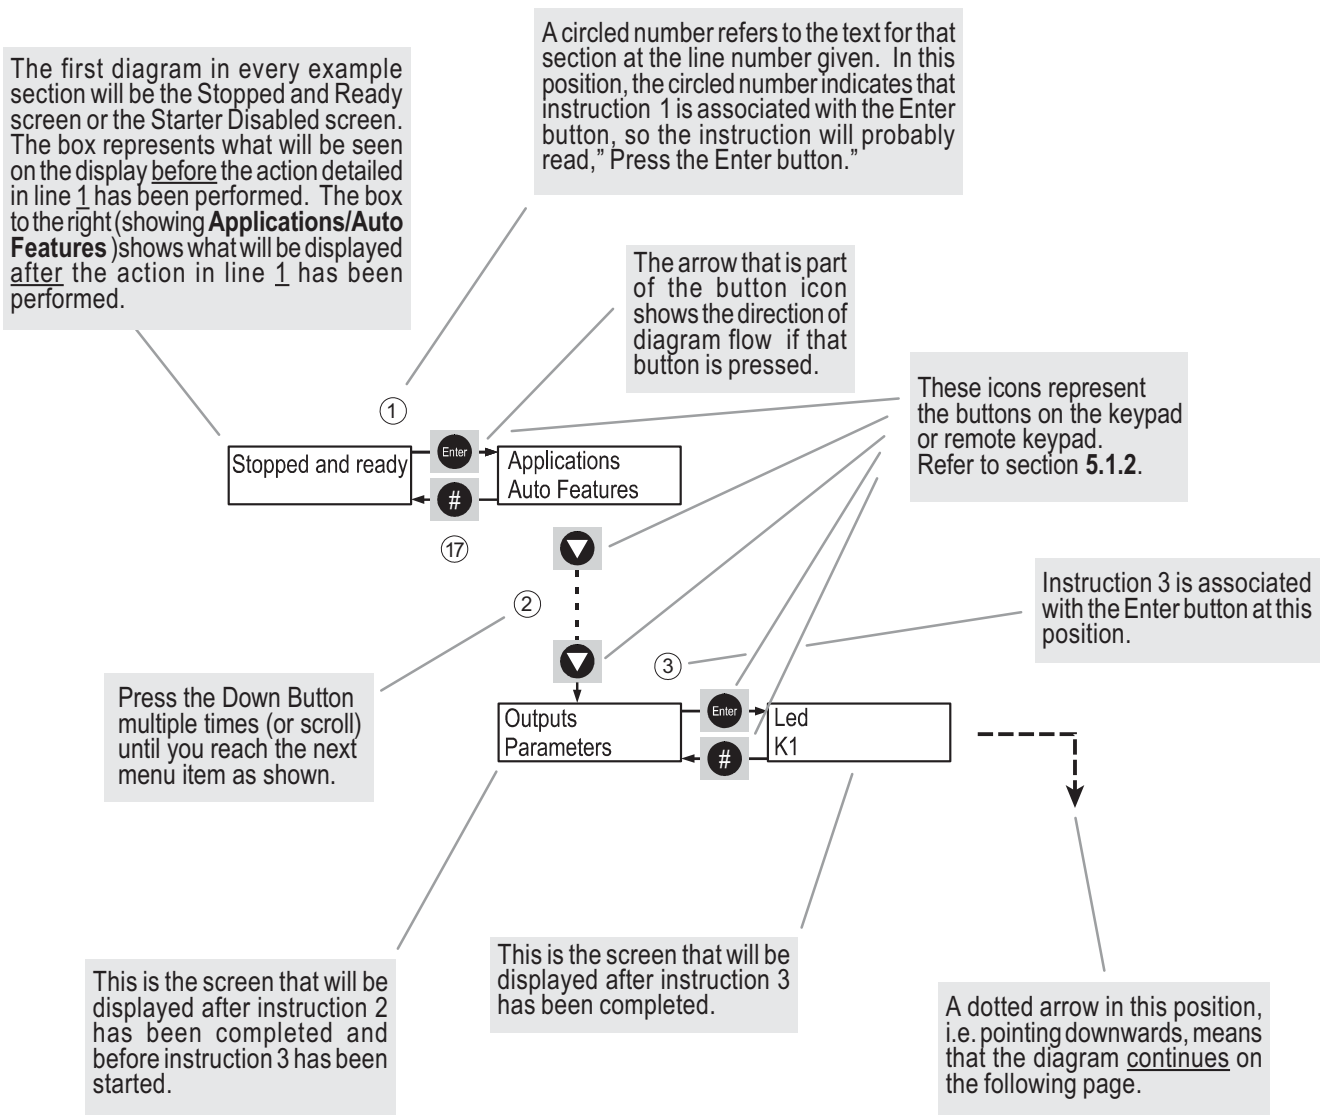 The first diagram in every example
section will be the Stopped and Ready
screen or the Starter Disabled screen.
The box represents what will be seen
on the display before the action detailed
in line 1 has been performed. The box
to the right (showing Applications/Auto
Features )shows what will be displayed
after the action in line 1 has been
performed.
A circled number refers to the text for that
section at the line number given. In this
position, the circled number indicates that
instruction 1 is associated with the Enter
button, so the instruction will probably
read,” Press the Enter button.”
The arrow that is part
of the button icon
shows the direction of
diagram flow if that
button is pressed.
These icons represent
the buttons on the keypad
or remote keypad.
Refer to section 5.1.2.
1
Stopped and ready
Enter
#
Applications
Auto Features
17
2
Instruction 3 is associated
with the Enter button at this
position.
3
Press the Down Button
multiple times (or scroll)
until you reach the next
menu item as shown.
Outputs
Parameters
Enter
#
Led
K1
This is the screen that will be
displayed after instruction 2
has been completed and
before instruction 3 has been
started.
This is the screen that will be
displayed after instruction 3
has been completed.
A dotted arrow in this position,
i.e. pointing downwards, means
that the diagram continues on
the following page.